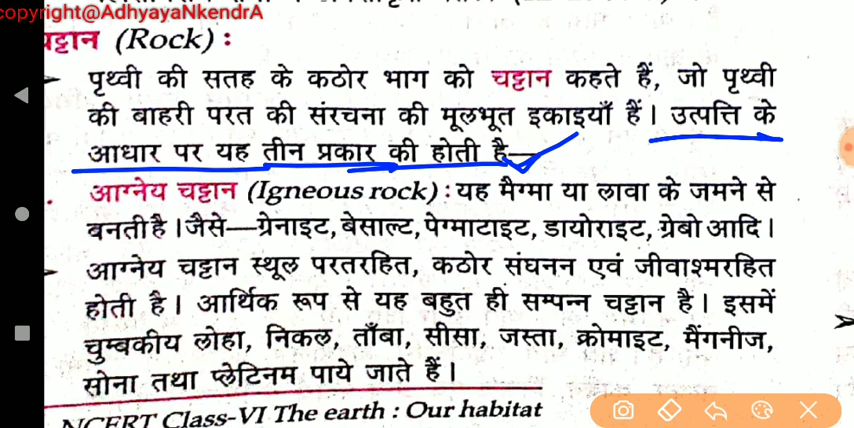 copyright@AdhyayaNkendrA
चट्टान (Rock) :
पृथ्वी की सतह के कठोर भाग को चट्टान कहते हैं, जो पृथ्वी
की बाहरी परत की संरचना की मूलभूत इकाइयाँ हैं। उत्पत्ति के
आधार पर यह तीन प्रकार की होती है—
आग्नेय चट्टान (Igneous rock) : यह मैग्मा या लावा के जमने से
बनती है। जैसे—ग्रेनाइट, बेसाल्ट, पेग्माटाइट, डायोराइट, ग्रेबो आदि।
आग्नेय चट्टान स्थूल परतरहित, कठोर संघनन एवं जीवाश्मरहित
होती है। आर्थिक रूप से यह बहुत ही सम्पन्न चट्टान है। इसमें
चुम्बकीय लोहा, निकल, ताँबा, सीसा, जस्ता, क्रोमाइट, मैंगनीज,
सोना तथा प्लेटिनम पाये जाते हैं।
NCERT Class-VI The earth : Our habitat